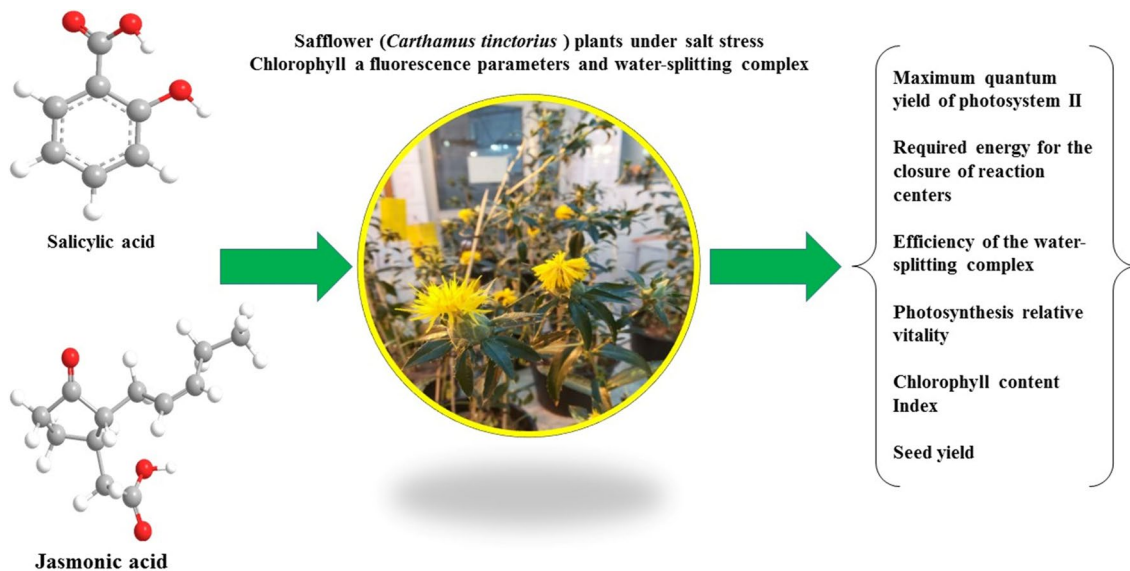 Safflower (Carthamus tinctorius ) plants under salt stress
Chlorophyll a fluorescence parameters and water-splitting complex
Salicylic acid
Jasmonic acid
Maximum quantum
yield of photosystem II
Required energy for the
closure of reaction
centers
Efficiency of the water-
splitting complex
Photosynthesis relative
vitality
Chlorophyll content
Index
Seed yield